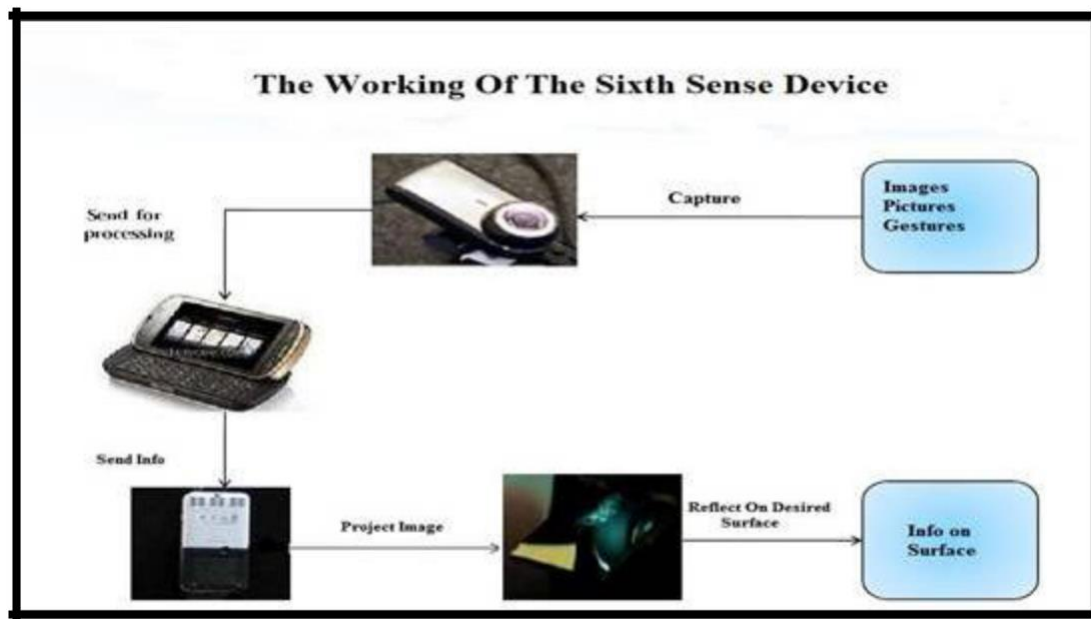 The Working Of The Sixth Sense Device
Capture
Images
Pictures
Gestures
Send for
processing
Send Info
Project Image
Reflect On Desired
Surface
Info on
Surface